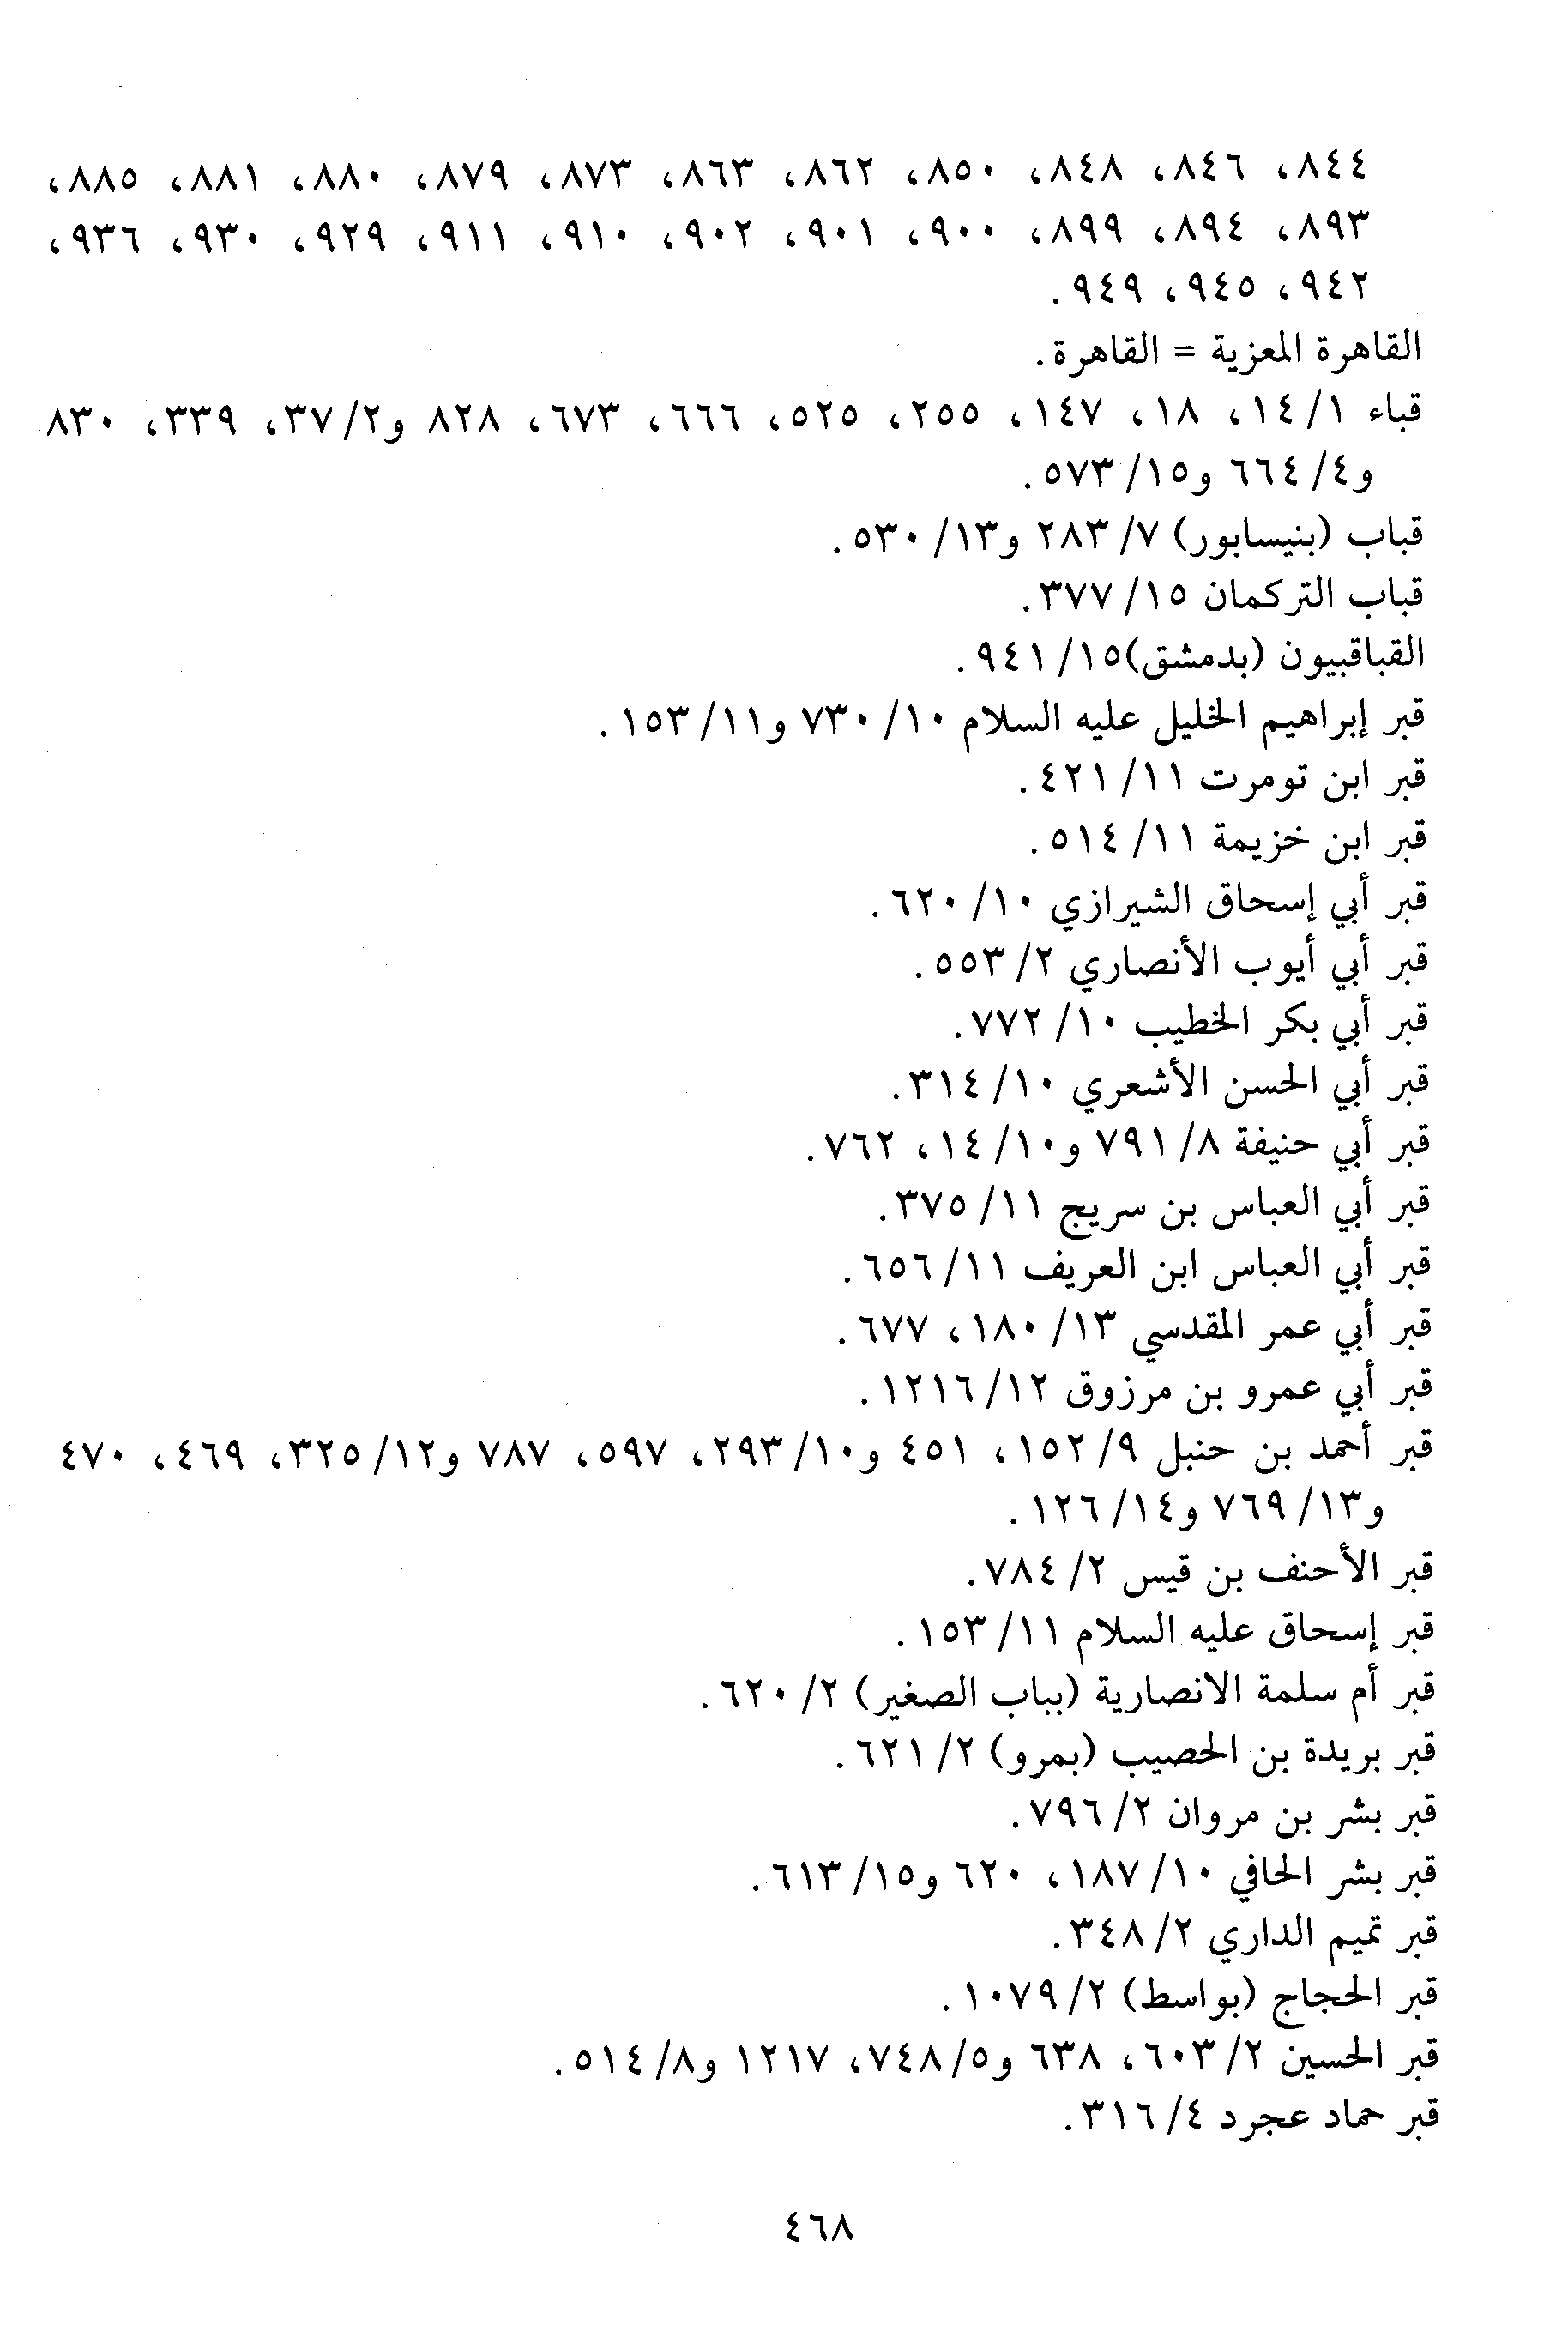 ٨٤٤، ٨٤٦، ٨٤٨، ٨٥٠، ٨٦٢، ٨٦٣، ٨٧٣، ٨٧٩، ٨٨٠، ٨٨١، ٨٨٥،
٨٩٣، ٨٩٤، ٨٩٩، ٩٠٠، ٩٠١، ٩٠٢، ٩١٠، ٩١١، ٩٢٩، ٩٣٠، ٩٣٦،
٩٤٢، ٩٤٥، ٩٤٩.
القاهرة المعزية = القاهرة.
قباء ١/ ١٤، ١٨، ١٤٧، ٢٥٥، ٥٢٥، ٦٦٦، ٦٧٣، ٨٢٨ و٢/ ٣٧، ٣٣٩، ٨٣٠
و٤/ ٦٦٤ و١٥/ ٥٧٣.
قباب (بنيسابور) ٧/ ٢٨٣ و١٣/ ٥٣٠.
قباب التركمان ١٥/ ٣٧٧.
القباقبيون (بدمشق)١٥/ ٩٤١.
قبر إبراهيم الخليل عليه السلام ١٠/ ٧٣٠ و١١/ ١٥٣.
قبر ابن تومرت ١١/ ٤٢١.
قبر ابن خزيمة ١١/ ٥١٤.
قبر أبي إسحاق الشيرازي ١٠/ ٦٢٠.
قبر أبي أيوب الأنصاري ٢/ ٥٥٣.
قبر أبي بكر الخطيب ١٠/ ٧٧٢.
قبر أبي الحسن الأشعري ١٠/ ٣١٤.
قبر أبي حنيفة ٨/ ٧٩١ و١٠/ ١٤، ٧٦٢.
قبر أبي العباس بن سريج ١١/ ٣٧٥.
قبر أبي العباس ابن العريف ١١/ ٦٥٦.
قبر أبي عمر المقدسي ١٣/ ١٨٠، ٦٧٧.
قبر أبي عمرو بن مرزوق ١٢/ ١٢١٦.
قبر أحمد بن حنبل ٩/ ١٥٢، ٤٥١ و١٠/ ٢٩٣، ٥٩٧، ٧٨٧ و١٢/ ٣٢٥، ٤٦٩، ٤٧٠
و١٣/ ٧٦٩ و١٤/ ١٢٦.
قبر الأحنف بن قيس ٢/ ٧٨٤.
قبر إسحاق عليه السلام ١١/ ١٥٣.
قبر أم سلمة الانصارية (بباب الصغير) ٢/ ٦٢٠.
قبر بريدة بن الحصيب (بمرو) ٢/ ٦٢١.
قبر بشر بن مروان ٢/ ٧٩٦.
قبر بشر الحافي ١٠/ ١٨٧، ٦٢٠ و١٥/ ٦١٣.
قبر تميم الداري ٢/ ٣٤٨.
قبر الحجاج (بواسط) ٢/ ١٠٧٩.
قبر الحسين ٢/ ٦٠٣، ٦٣٨ و٥/ ٧٤٨، ١٢١٧ و٨/ ٥١٤.
قبر حماد عجرد ٤/ ٣١٦.
٤٦٨